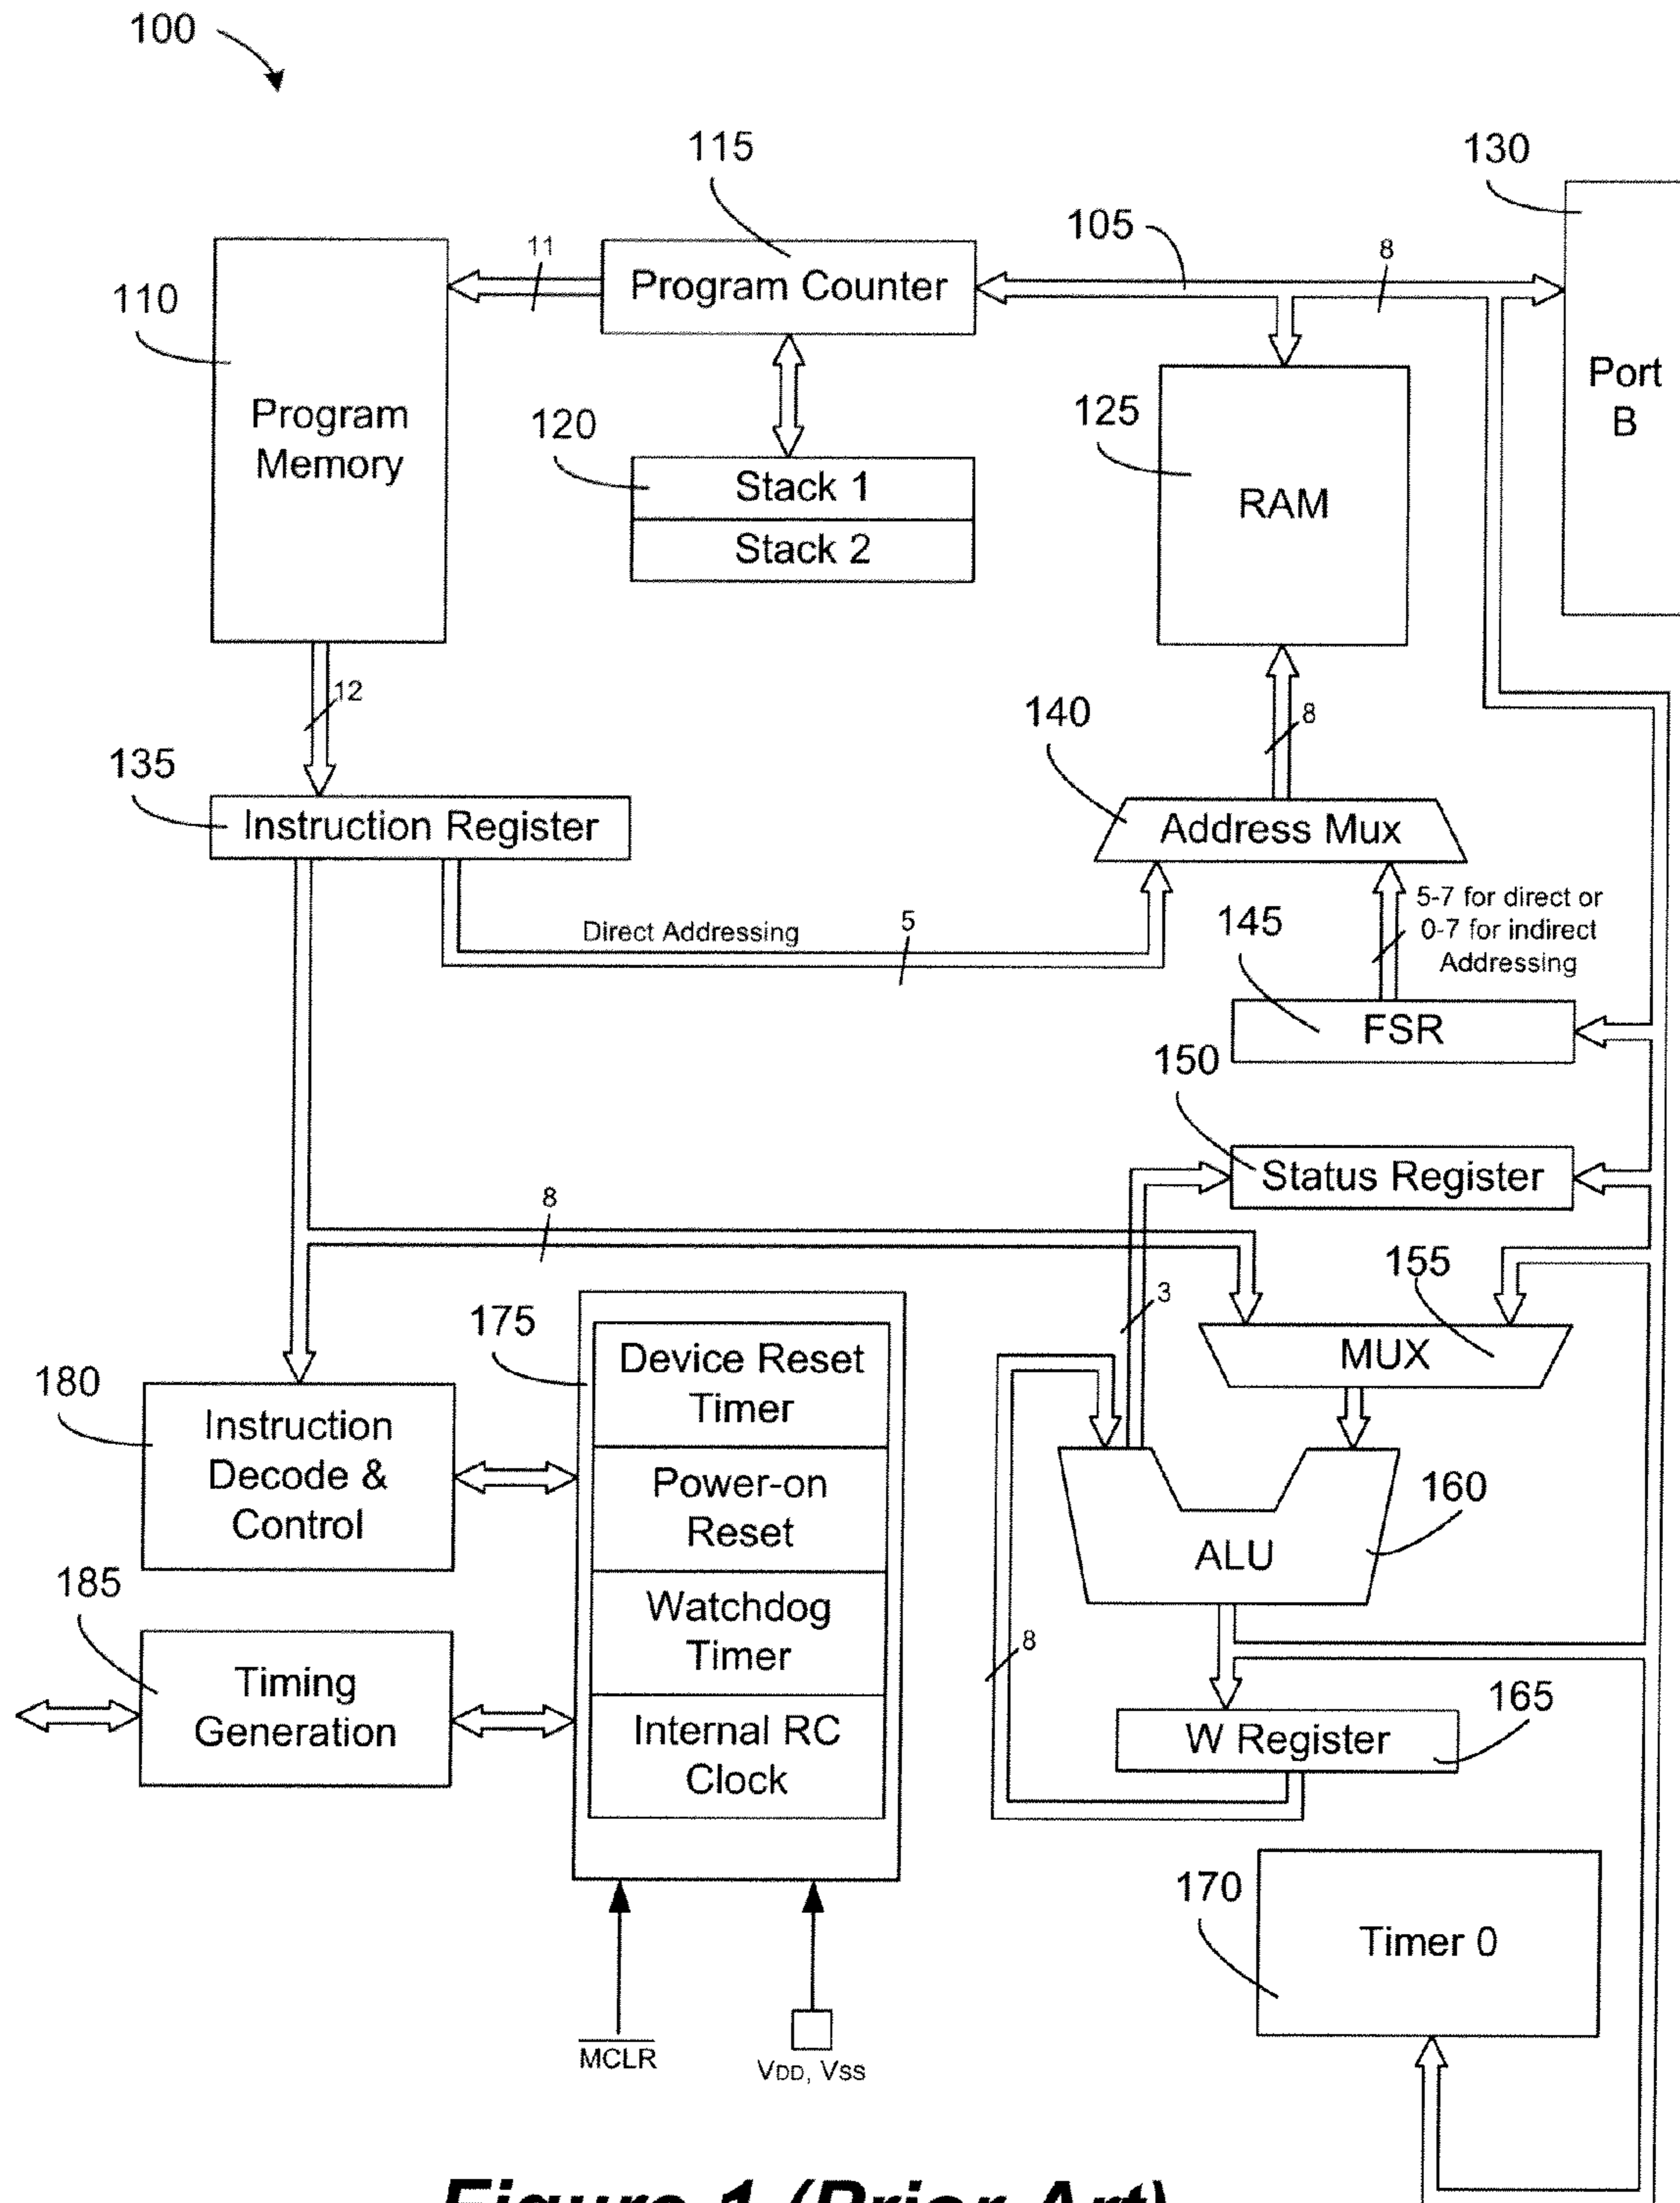 100
115
130
105
11
8
Program Counter
110
Port
B
120
125
Program
Memory
Stack 1
Stack 2
RAM
12
140
8
135
Instruction Register
Address Mux
5-7 for direct or
0-7 for indirect
Addressing
Direct Addressing
5
145
FSR
150
Status Register
8
155
3
175
MUX
Device Reset
Timer
180
Instruction
Decode &
Control
Power-on
Reset
160
ALU
185
Watchdog
Timer
8
Timing
Generation
165
W Register
Internal RC
Clock
170
Timer 0
MCLR
VDD, VSS
Figure 1 (Prior Art)